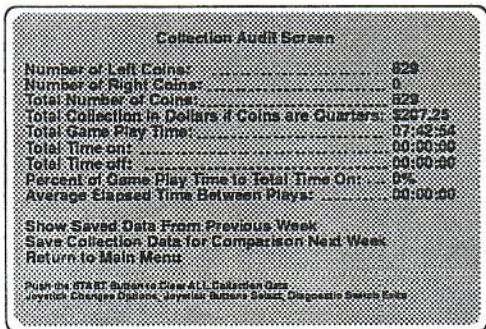 Collection Audit Screen
Number of Left Coins: 829
Number of Right Coins: 0
Total Number of Coins: 829
Total Collection in Dollars if Coins are Quarters: $207.25
Total Game Play Time: 07:42:54
Total Time on: 00:00:00
Total Time off: 00:00:00
Percent of Game Play Time to Total Time On: 0%
Average Elapsed Time Between Plays: 00:00:00
Show Saved Data From Previous Week
Save Collection Data for Comparison Next Week
Return to Main Menu
Push the START Button to Clear ALL Collection Data
Joystick Changes Options, Joystick Buttons Select, Diagnostic Switch Exits